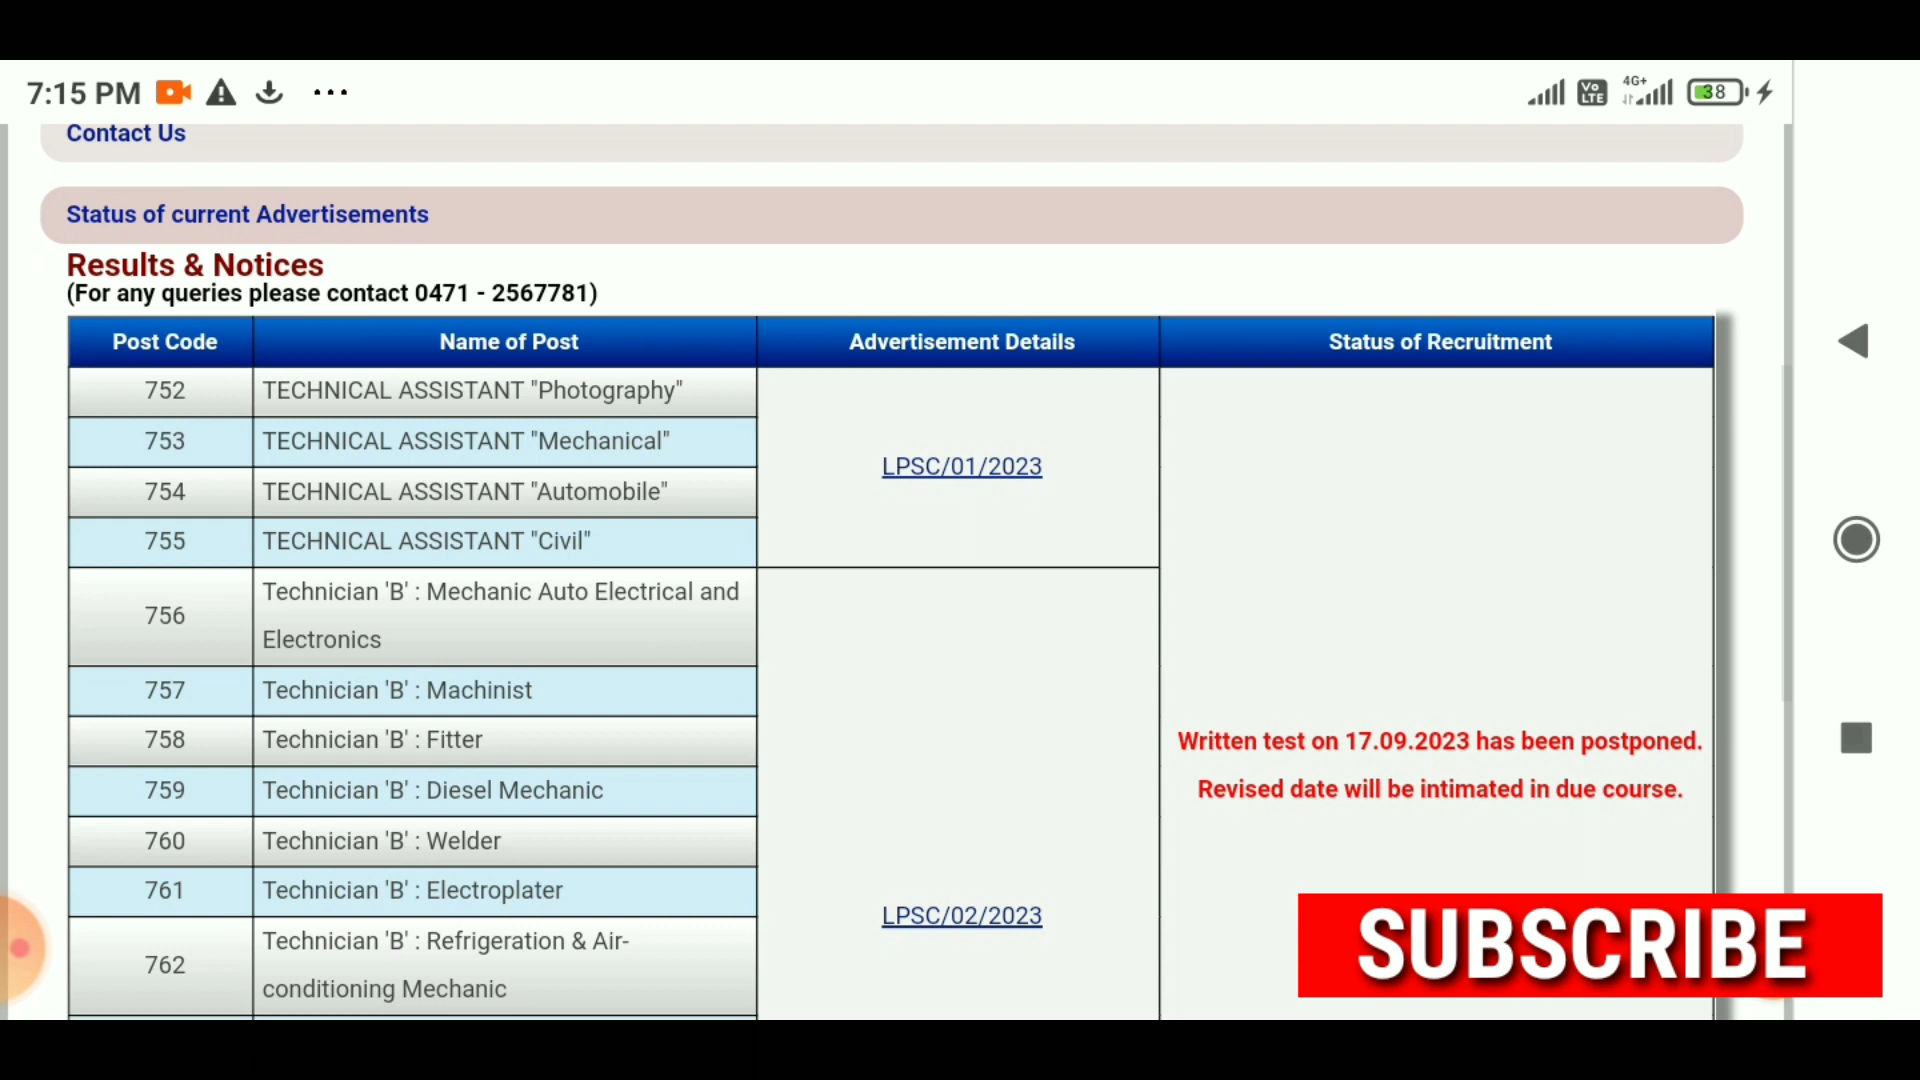 7:15 PM
4G+
Vo
LTE
38
Contact Us
Status of current Advertisements
Results & Notices
(For any queries please contact 0471 - 2567781)
Post Code Name of Post Advertisement Details Status of Recruitment
752 TECHNICAL ASSISTANT "Photography"
753 TECHNICAL ASSISTANT "Mechanical"
LPSC/01/2023
754 TECHNICAL ASSISTANT "Automobile"
755 TECHNICAL ASSISTANT "Civil"
756 Technician 'B' : Mechanic Auto Electrical and
Electronics
757 Technician 'B' : Machinist
758 Technician 'B' : Fitter
Written test on 17.09.2023 has been postponed.
Revised date will be intimated in due course.
759 Technician 'B' : Diesel Mechanic
760 Technician 'B' : Welder
761 Technician 'B' : Electroplater
LPSC/02/2023
762 Technician 'B' : Refrigeration & Air-
conditioning Mechanic
SUBSCRIBE